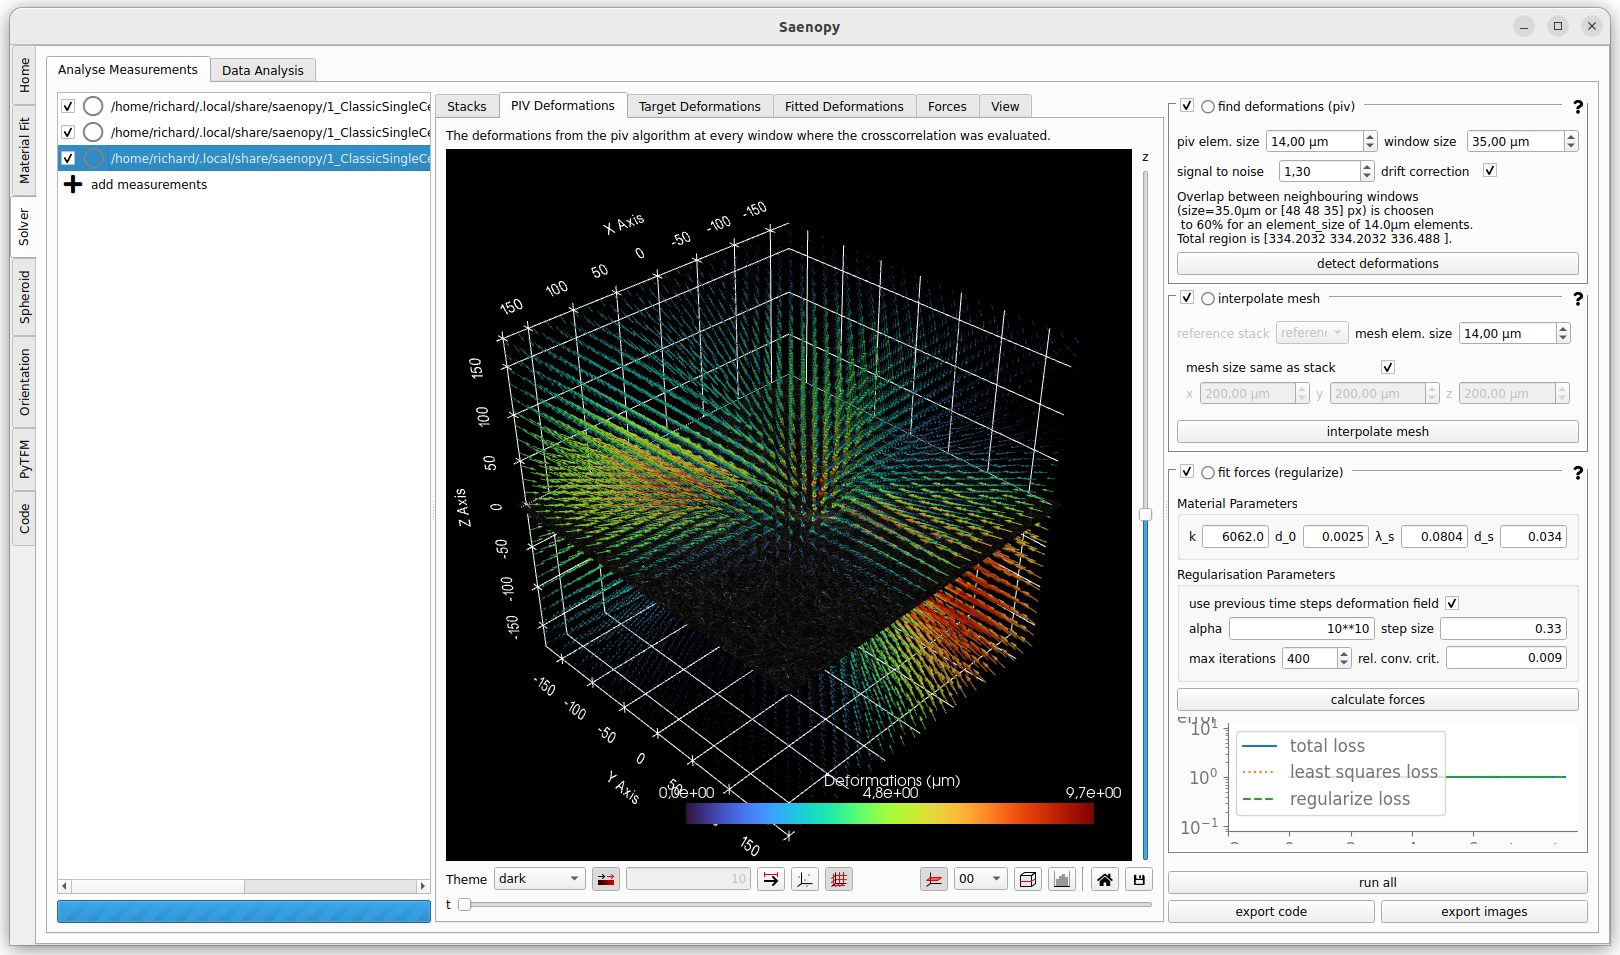 Saenopy
Home
Material Fit
Solver
Spheroid
Orientation
PyTFM
Code
Analyse Measurements
Data Analysis
/home/richard/.local/share/saenopy/1_ClassicSingleCe
/home/richard/.local/share/saenopy/1_ClassicSingleCe
/home/richard/.local/share/saenopy/1_ClassicSingleCe
add measurements
Stacks
PIV Deformations
Target Deformations
Fitted Deformations
Forces
View
The deformations from the piv algorithm at every window where the crosscorrelation was evaluated.
z
X Axis
150 100 50 0 -50 -100 -150
Z Axis
150
100
50
0
-50
-100
-150
Y Axis
-150
-100
-50
0
50
150
Deformations (µm)
0,0e+00 4,8e+00 9,7e+00
Theme dark 10 00
t
find deformations (piv) ?
piv elem. size 14,00 µm window size 35,00 µm
signal to noise 1,30 drift correction
Overlap between neighbouring windows
(size=35.0µm or [48 48 35] px) is choosen
to 60% for an element_size of 14.0µm elements.
Total region is [334.2032 334.2032 336.488 ].
detect deformations
interpolate mesh ?
reference stack referenc mesh elem. size 14,00 µm
mesh size same as stack
x 200,00 µm y 200,00 µm z 200,00 µm
interpolate mesh
fit forces (regularize) ?
Material Parameters
k 6062.0 d_0 0.0025 λ_s 0.0804 d_s 0.034
Regularisation Parameters
use previous time steps deformation field
alpha 10**10 step size 0.33
max iterations 400 rel. conv. crit. 0.009
calculate forces
error
10¹
10⁰
10⁻¹
total loss
least squares loss
regularize loss
run all
export code
export images